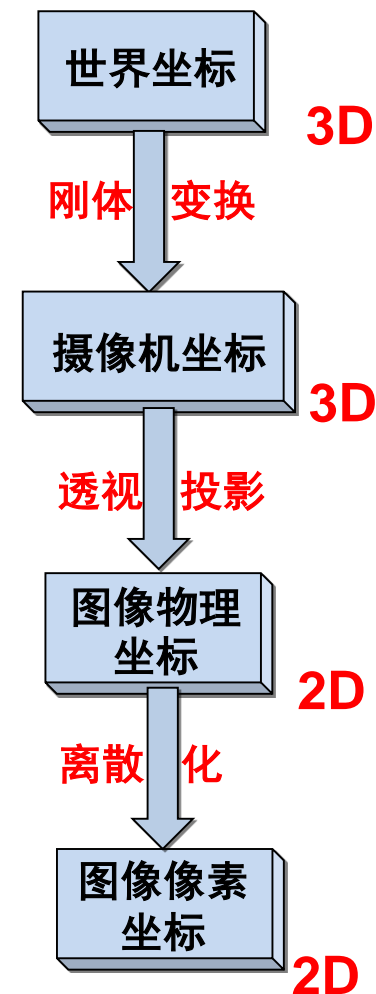 世界坐标
3D
刚体变换
摄像机坐标
3D
透视投影
图像物理
坐标
2D
离散化
图像像素
坐标
2D